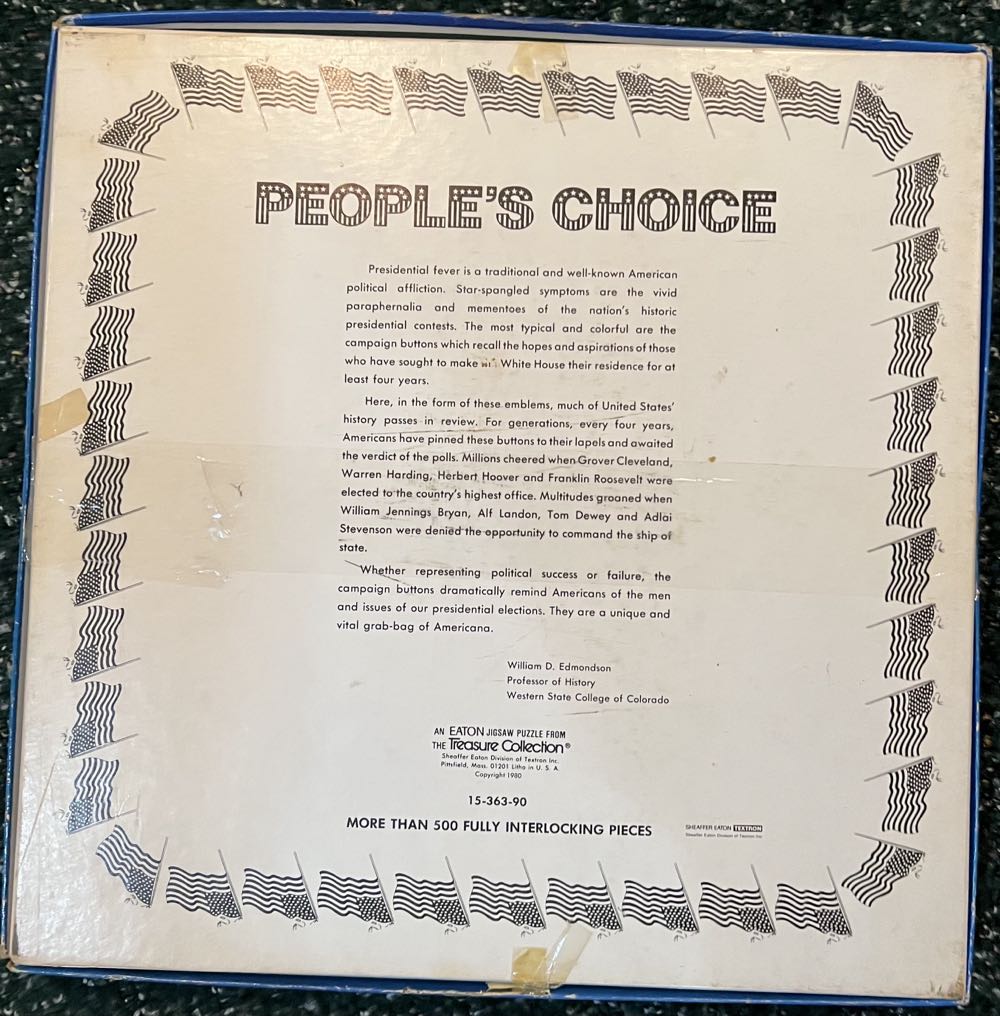 PEOPLE'S CHOICE
Presidential fever is a traditional and well-known American
political affliction. Star-spangled symptoms are the vivid
paraphernalia and mementoes of the nation's historic
presidential contests. The most typical and colorful are the
campaign buttons which recall the hopes and aspirations of those
who have sought to make White House their residence for at
least four years.
Here, in the form of these emblems, much of United States'
history passes in review. For generations, every four years,
Americans have pinned these buttons to their lapels and awaited
the verdict of the polls. Millions cheered when Grover Cleveland,
Warren Harding, Herbert Hoover and Franklin Roosevelt were
elected to the country's highest office. Multitudes groaned when
William Jennings Bryan, Alf Landon, Tom Dewey and Adlai
Stevenson were denied the opportunity to command the ship of
state.
Whether representing political success or failure, the
campaign buttons dramatically remind Americans of the men
and issues of our presidential elections. They are a unique and
vital grab-bag of Americana.
William D. Edmondson
Professor of History
Western State College of Colorado
AN EATON JIGSAW PUZZLE FROM
THE Treasure Collection®
Sheaffer Eaton Division of Textron Inc.
Pittsfield, Mass. 01201 Litho in U. S. A.
Copyright 1980
15-363-90
MORE THAN 500 FULLY INTERLOCKING PIECES
SHEAFFER EATON TEXTRON
Sheaffer Eaton Division of Textron Inc